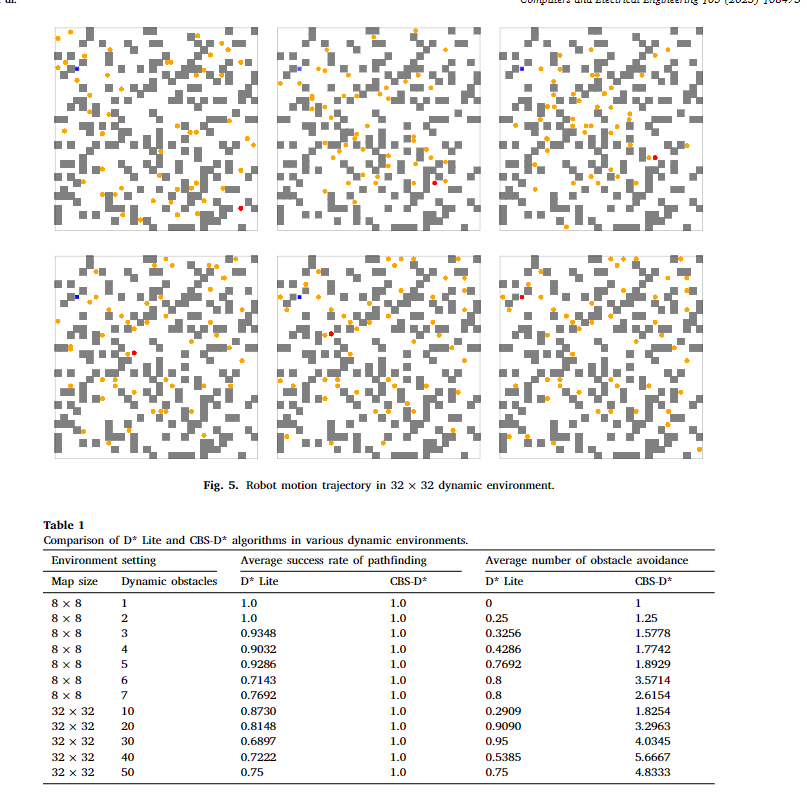 Fig. 5. Robot motion trajectory in 32 × 32 dynamic environment.
Table 1
Comparison of D* Lite and CBS-D* algorithms in various dynamic environments.
Environment setting Average success rate of pathfinding Average number of obstacle avoidance
Map size Dynamic obstacles D* Lite CBS-D* D* Lite CBS-D*
8 × 8 1 1.0 1.0 0 1
8 × 8 2 1.0 1.0 0.25 1.25
8 × 8 3 0.9348 1.0 0.3256 1.5778
8 × 8 4 0.9032 1.0 0.4286 1.7742
8 × 8 5 0.9286 1.0 0.7692 1.8929
8 × 8 6 0.7143 1.0 0.8 3.5714
8 × 8 7 0.7692 1.0 0.8 2.6154
32 × 32 10 0.8730 1.0 0.2909 1.8254
32 × 32 20 0.8148 1.0 0.9090 3.2963
32 × 32 30 0.6897 1.0 0.95 4.0345
32 × 32 40 0.7222 1.0 0.5385 5.6667
32 × 32 50 0.75 1.0 0.75 4.8333